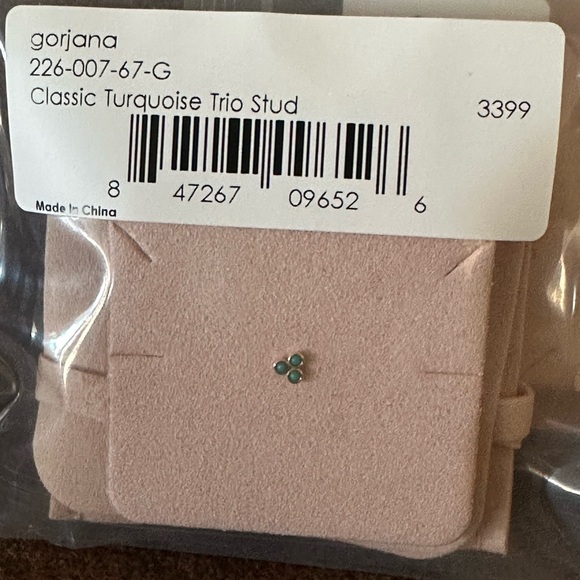 gorjana
226-007-67-G
Classic Turquoise Trio Stud
3399
8 47267 09652 6
Made In China